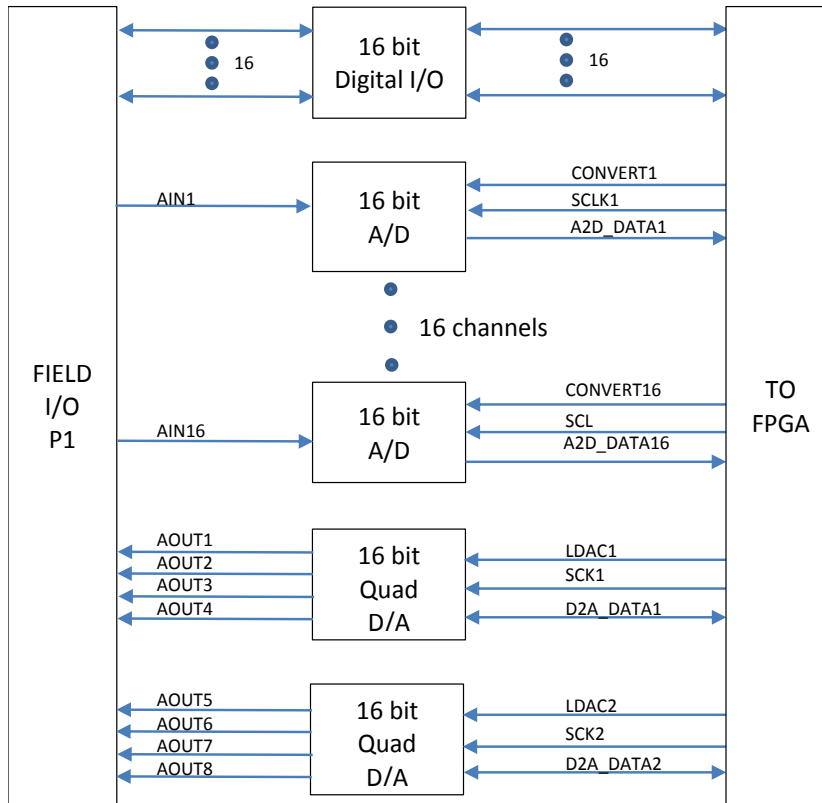 16 bit
Digital I/O
16
16
AIN1
16 bit
A/D
CONVERT1
SCLK1
A2D_DATA1
16 channels
FIELD
I/O
P1
TO
FPGA
AIN16
16 bit
A/D
CONVERT16
SCL
A2D_DATA16
AOUT1
AOUT2
AOUT3
AOUT4
16 bit
Quad
D/A
LDAC1
SCK1
D2A_DATA1
AOUT5
AOUT6
AOUT7
AOUT8
16 bit
Quad
D/A
LDAC2
SCK2
D2A_DATA2